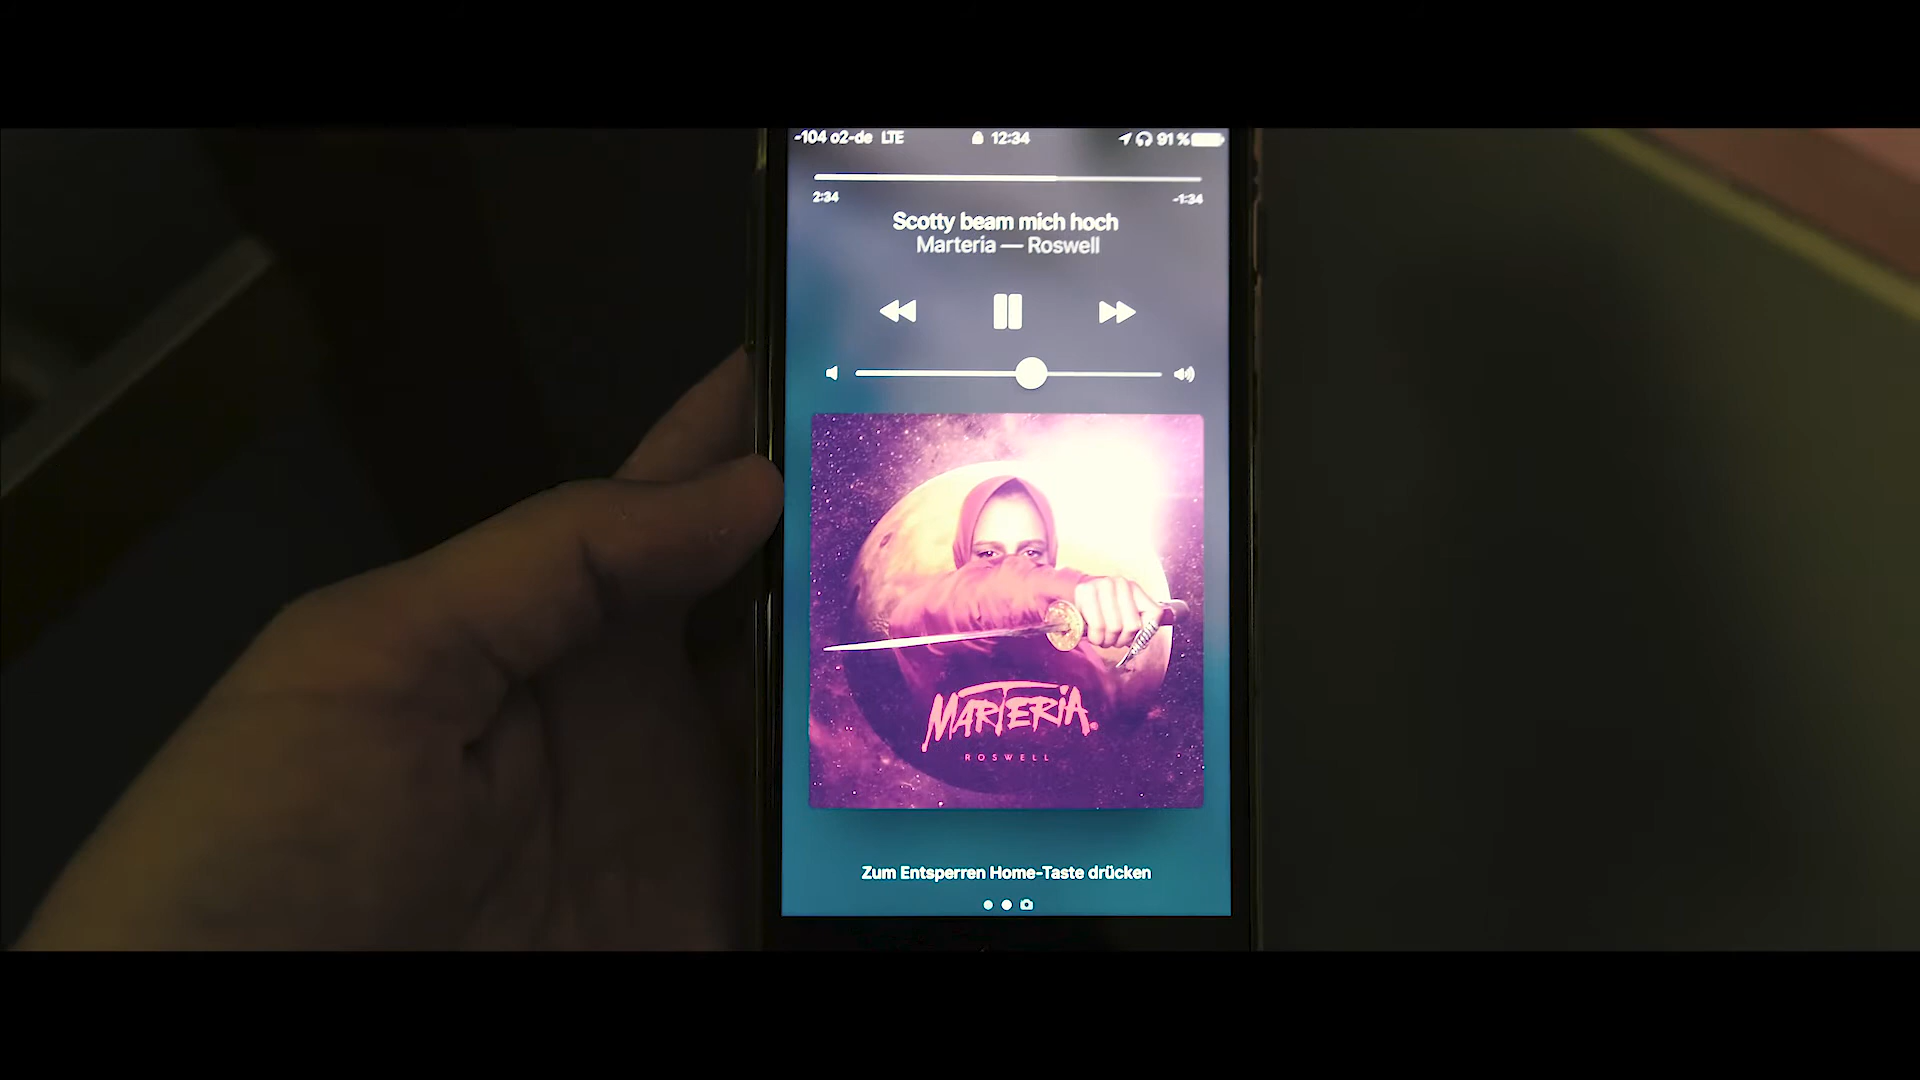 -104 o2-de LTE 12:34 91 %
2:34 -1:34
Scotty beam mich hoch
Marteria — Roswell
MARTERIA
ROSWELL
Zum Entsperren Home-Taste drücken